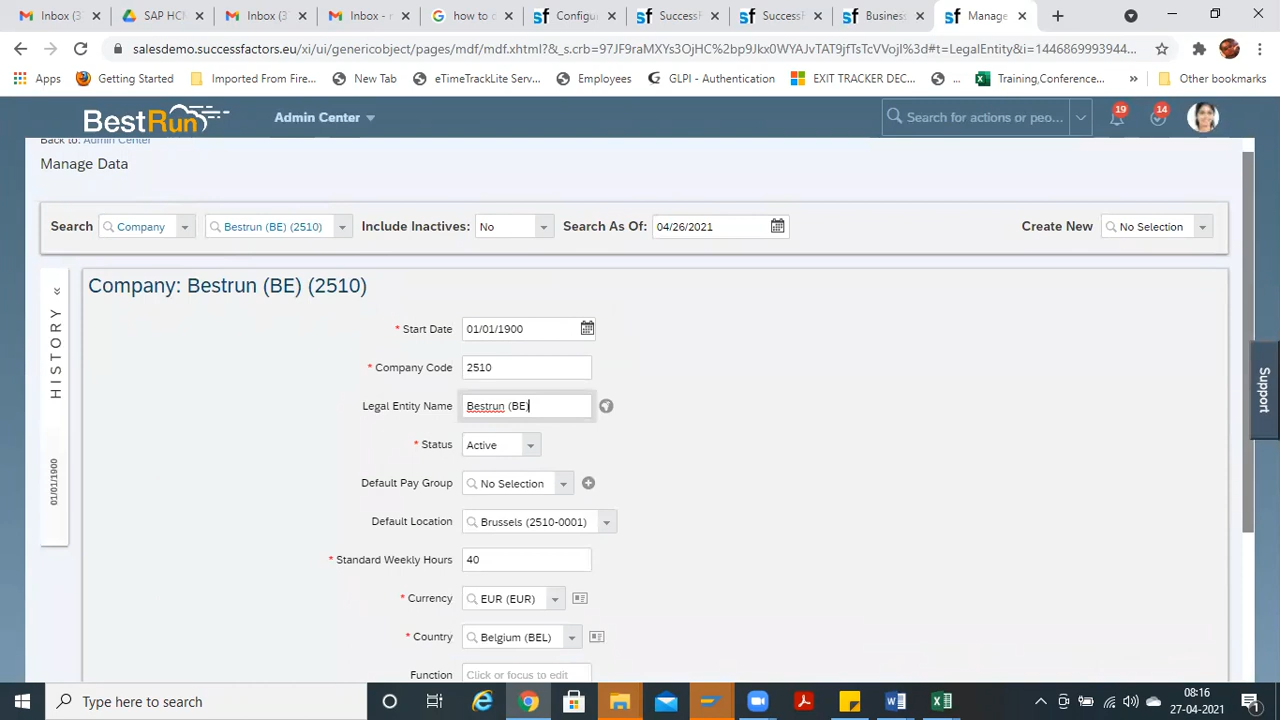 Inbox (3
SAP HCM
Inbox (37
Inbox - n
how to c
Configu
SuccessF
SuccessF
Business
Manage
salesdemo.successfactors.eu/xi/ui/genericobject/pages/mdf/mdf.xhtml?&_s.crb=97JF9raMXYs3OjHC%2bp9Jkx0WYAJvTAT9jfTsTcVVojI%3d#t=LegalEntity&i=1446869993944...
Apps
Getting Started
Imported From Fire...
New Tab
eTimeTrackLite Serv...
Employees
GLPI - Authentication
EXIT TRACKER DEC...
...
Training,Conference...
»
Other bookmarks
BestRun
Admin Center
Search for actions or peo...
19
14
Back to: Admin Center
Manage Data
Search
Company
Bestrun (BE) (2510)
Include Inactives:
No
Search As Of:
04/26/2021
Create New
No Selection
«
HISTORY
01/01/1900
Company: Bestrun (BE) (2510)
* Start Date 01/01/1900
* Company Code 2510
Legal Entity Name Bestrun (BE)
* Status Active
Default Pay Group No Selection
Default Location Brussels (2510-0001)
* Standard Weekly Hours 40
* Currency EUR (EUR)
* Country Belgium (BEL)
Function Click or focus to edit
Support
Type here to search
08:16
27-04-2021
1